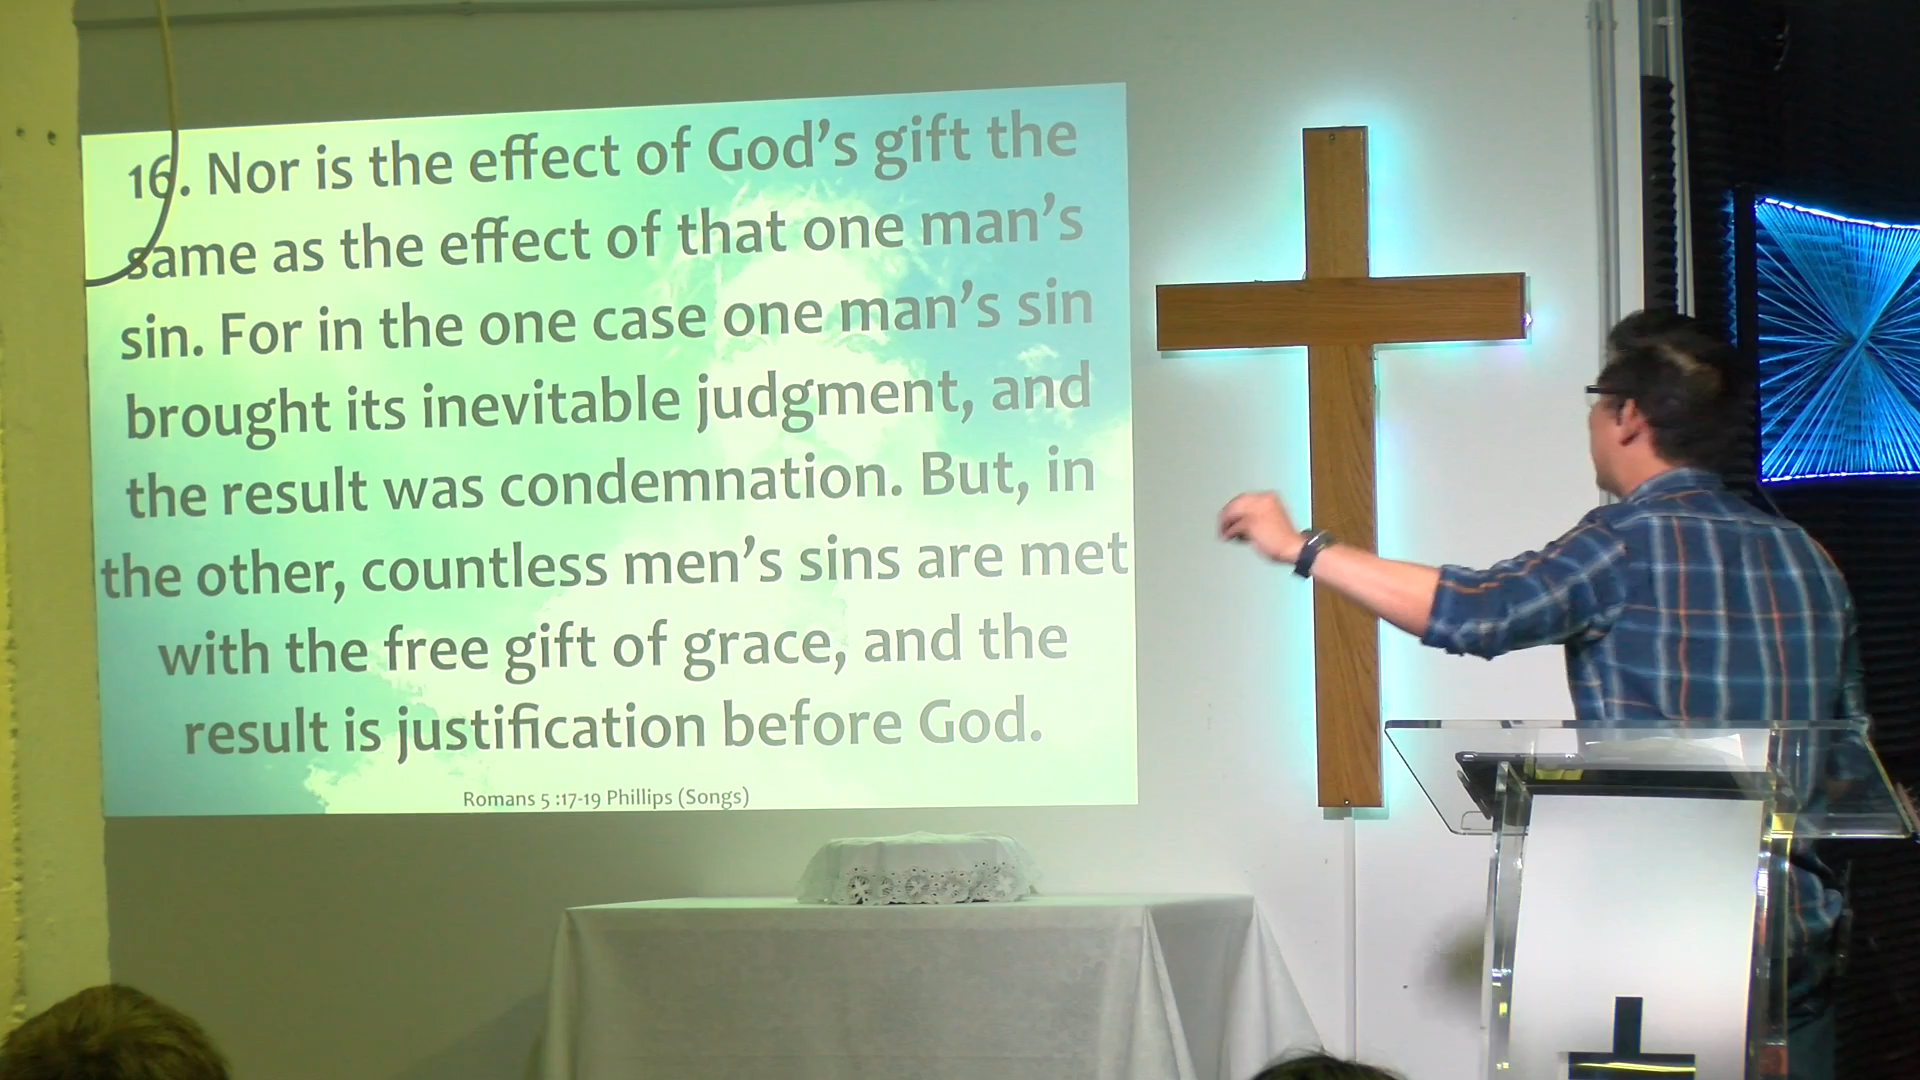 16. Nor is the effect of God’s gift the
same as the effect of that one man’s
sin. For in the one case one man’s sin
brought its inevitable judgment, and
the result was condemnation. But, in
the other, countless men’s sins are met
with the free gift of grace, and the
result is justification before God.
Romans 5 :17-19 Phillips (Songs)